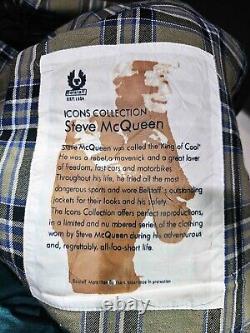 ICONS COLLECTION
Steve McQueen
Steve McQueen was called the "King of Cool"
He was a rebel, a maverick and a great lover
of freedom, fast cars and motorbikes.
Throughout his life, he tried all the most
dangerous sports and wore Belstaff's outstanding
jackets for their looks and his safety.
The Icons Collection offers perfect reproductions,
in a limited and numbered series of the clothing
worn by Steve McQueen during his adventurous
and, regrettably, all-too-short life.